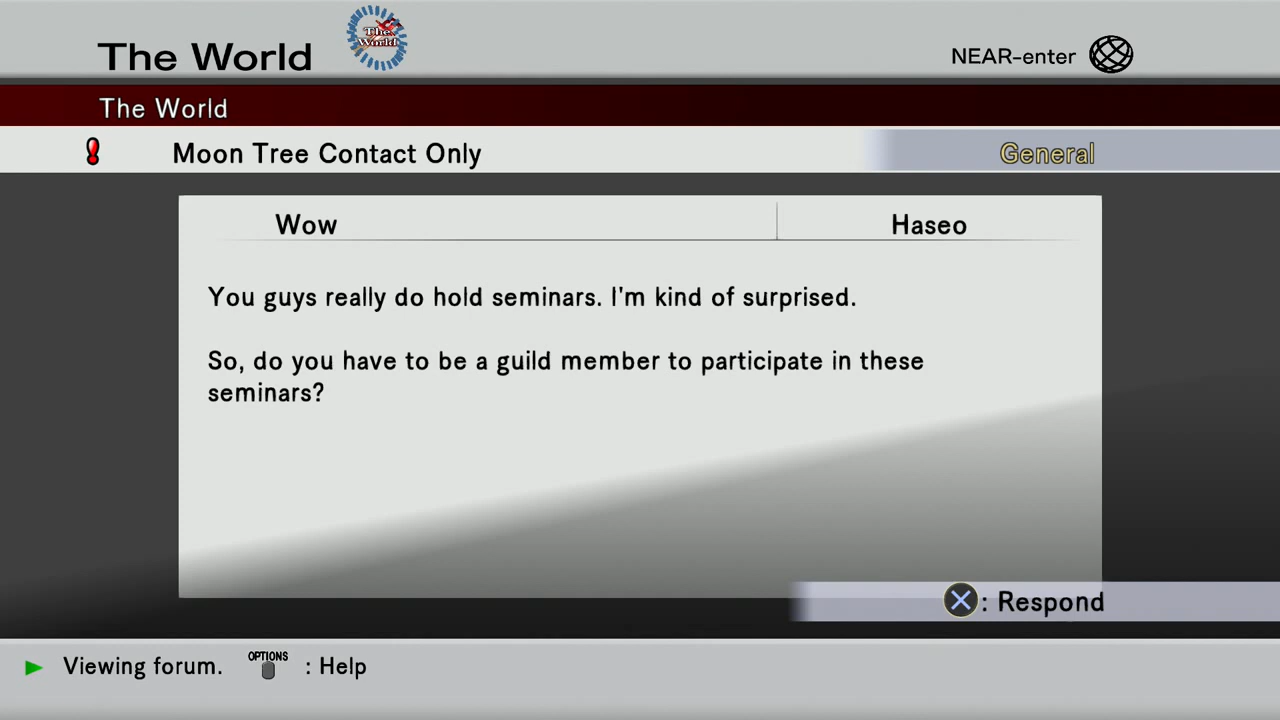 The World
The World
NEAR-enter
The World
Moon Tree Contact Only
General
Wow
Haseo
You guys really do hold seminars. I'm kind of surprised.
So, do you have to be a guild member to participate in these
seminars?
: Respond
Viewing forum.
OPTIONS
: Help